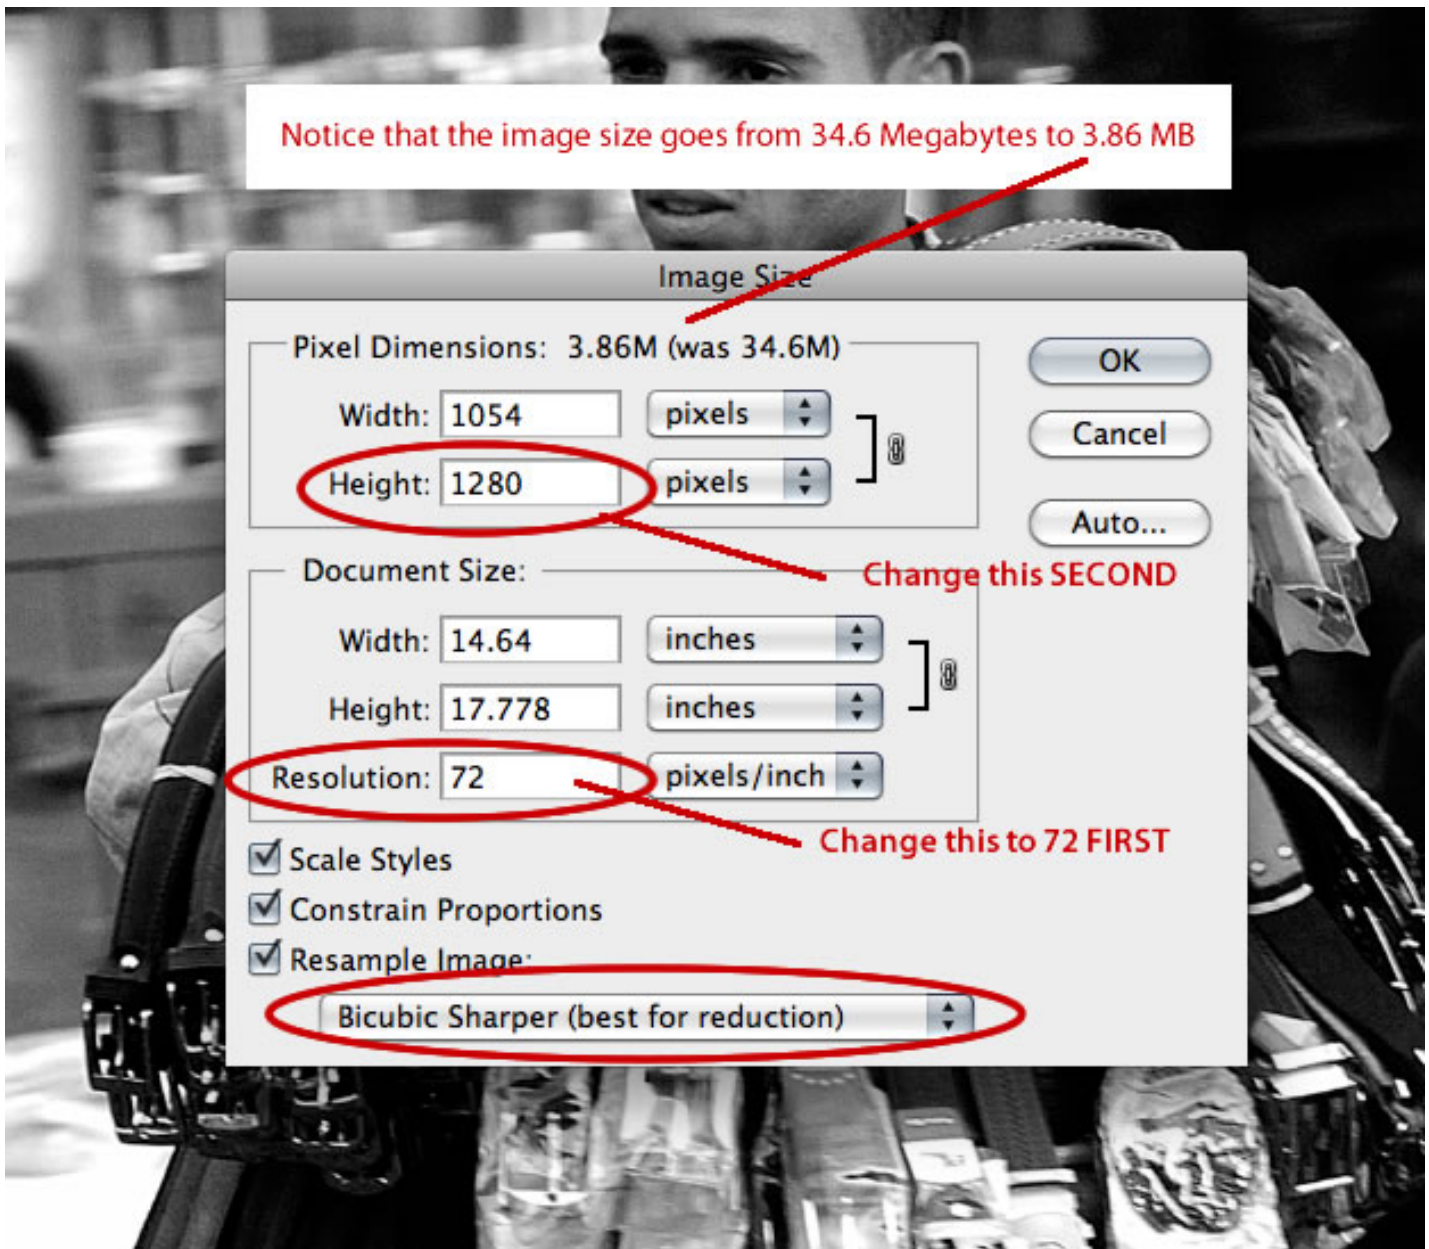 Notice that the image size goes from 34.6 Megabytes to 3.86 MB
Image Size
Pixel Dimensions: 3.86M (was 34.6M)
Width: 1054 pixels
Height: 1280 pixels
OK
Cancel
Auto...
Change this SECOND
Document Size:
Width: 14.64 inches
Height: 17.778 inches
Resolution: 72 pixels/inch
Change this to 72 FIRST
Scale Styles
Constrain Proportions
Resample Image:
Bicubic Sharper (best for reduction)